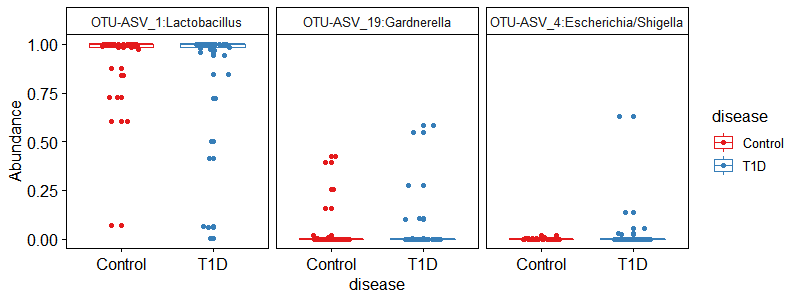 OTU-ASV_1:Lactobacillus OTU-ASV_19:Gardnerella OTU-ASV_4:Escherichia/Shigella
Abundance
1.00
0.75
0.50
0.25
0.00
Control T1D Control T1D Control T1D
disease
disease
Control
T1D